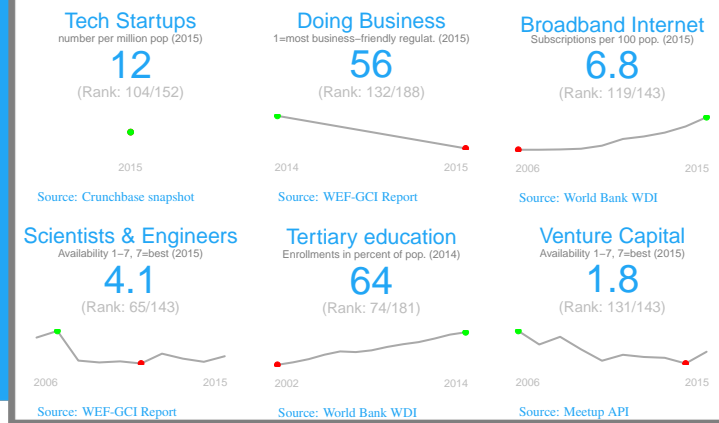 Tech Startups
number per million pop (2015)
12
(Rank: 104/152)
2015
Source: Crunchbase snapshot
Doing Business
1=most business−friendly regulat. (2015)
56
(Rank: 132/188)
2014 2015
Source: WEF-GCI Report
Broadband Internet
Subscriptions per 100 pop. (2015)
6.8
(Rank: 119/143)
2006 2015
Source: World Bank WDI
Scientists & Engineers
Availability 1−7, 7=best (2015)
4.1
(Rank: 65/143)
2006 2015
Source: WEF-GCI Report
Tertiary education
Enrollments in percent of pop. (2014)
64
(Rank: 74/181)
2002 2014
Source: World Bank WDI
Venture Capital
Availability 1−7, 7=best (2015)
1.8
(Rank: 131/143)
2006 2015
Source: Meetup API